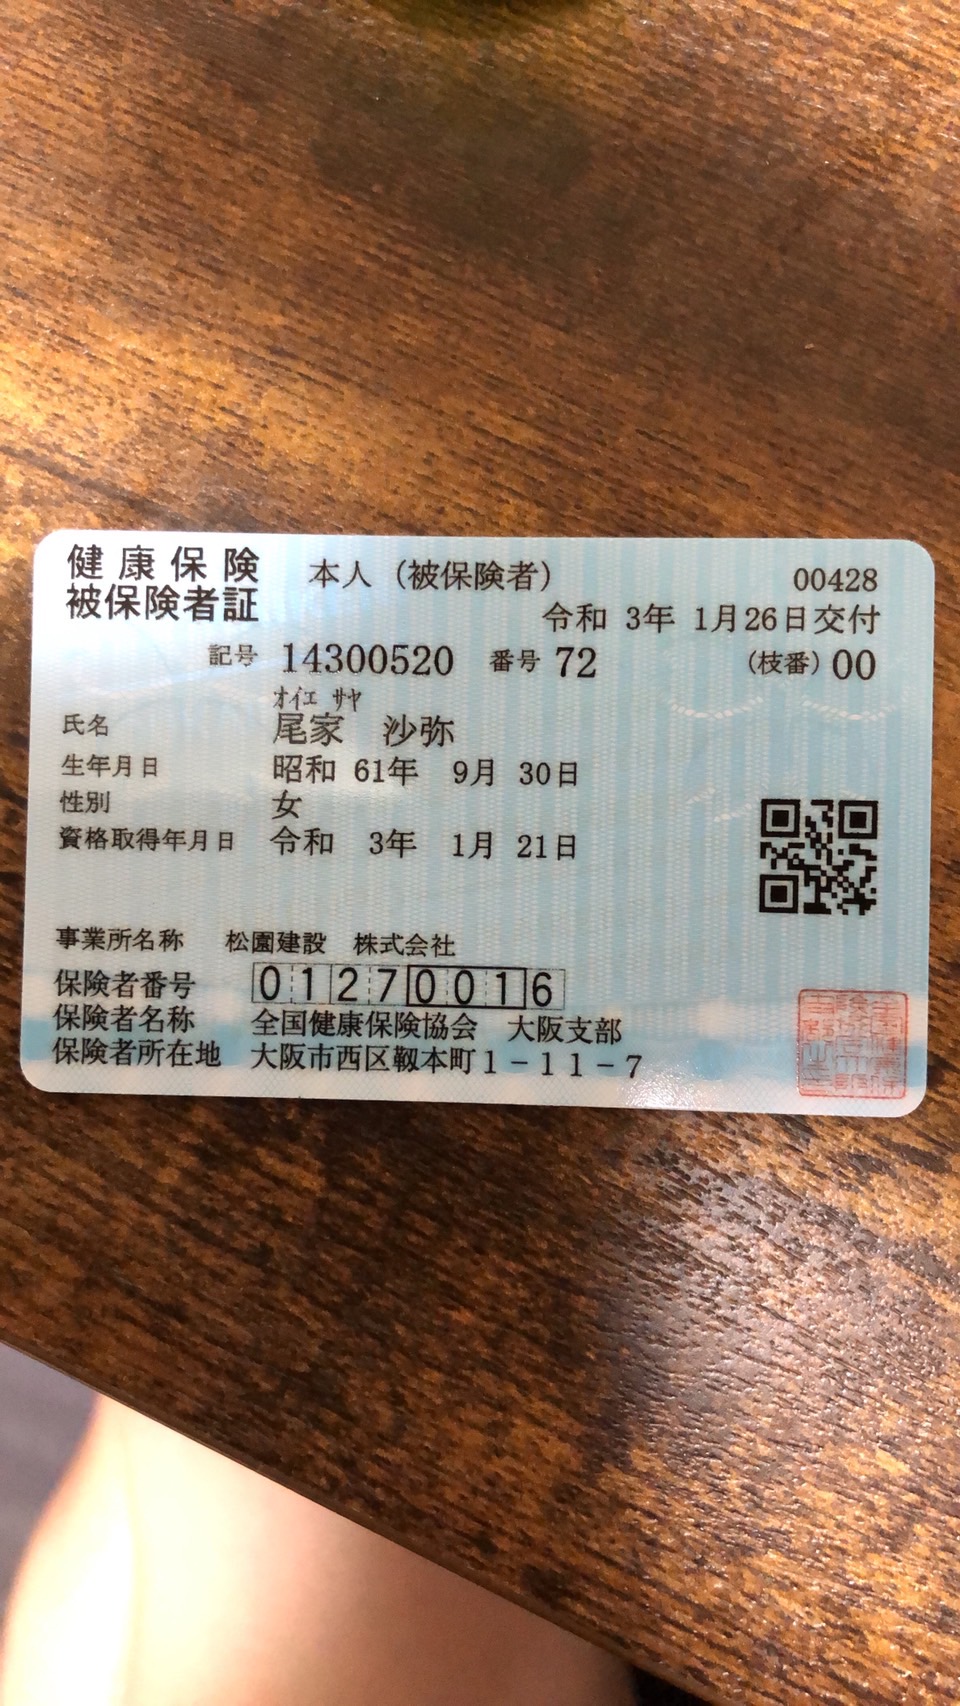 健康保険 本人（被保険者） 00428
被保険者証 令和 3年 1月26日交付
記号 14300520 番号 72 （枝番）00
ｵｲｴ ｻﾔ
氏名 尾家 沙弥
生年月日 昭和 61年 9月 30日
性別 女
資格取得年月日 令和 3年 1月 21日
事業所名称 松園建設 株式会社
保険者番号 01270016
保険者名称 全国健康保険協会 大阪支部
保険者所在地 大阪市西区靱本町１－１１－７